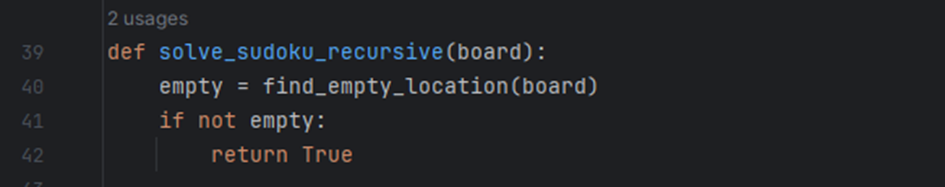 2 usages
39 def solve_sudoku_recursive(board):
40     empty = find_empty_location(board)
41     if not empty:
42         return True